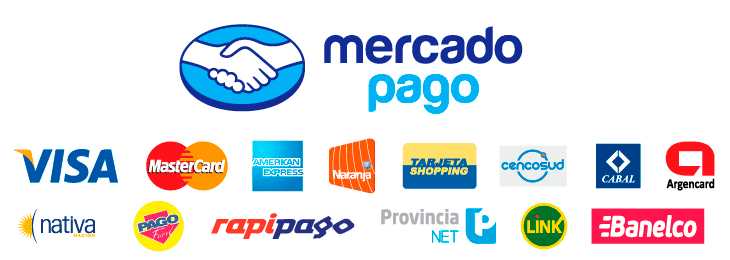 mercado
pago
VISA
MasterCard
AMERICAN
EXPRESS
Naranja
TARJETA
SHOPPING
cencosud
CABAL
Argencard
nativa
NACIÓN
PAGO
Fácil
rapipago
Provincia
NET
LINK
Banelco